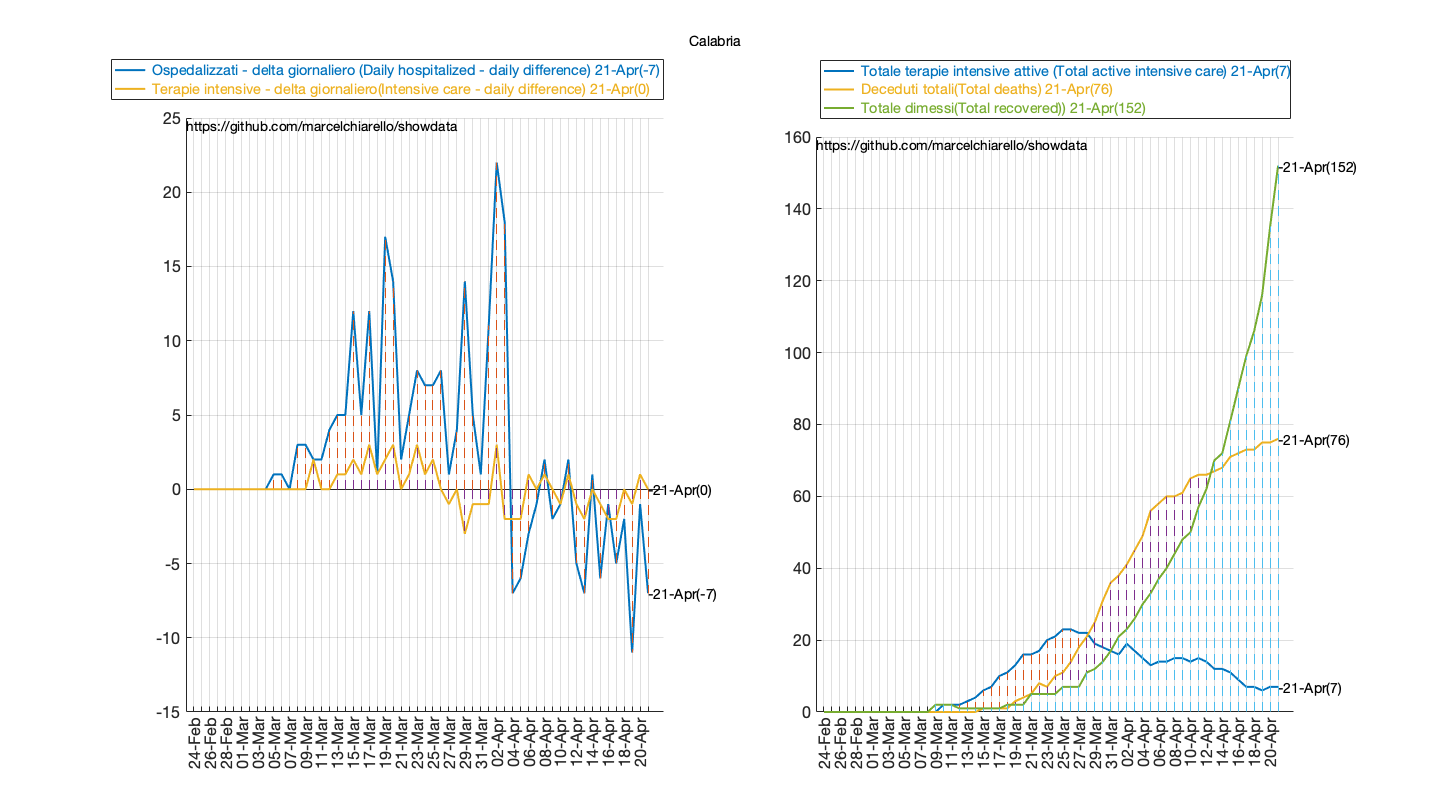 Calabria
Ospedalizzati - delta giornaliero (Daily hospitalized - daily difference) 21-Apr(-7)
Terapie intensive - delta giornaliero(Intensive care - daily difference) 21-Apr(0)
25
https://github.com/marcelchiarello/showdata
20
15
10
5
0
-5
-10
-15
-21-Apr(0)
-21-Apr(-7)
24-Feb
26-Feb
28-Feb
01-Mar
03-Mar
05-Mar
07-Mar
09-Mar
11-Mar
13-Mar
15-Mar
17-Mar
19-Mar
21-Mar
23-Mar
25-Mar
27-Mar
29-Mar
31-Mar
02-Apr
04-Apr
06-Apr
08-Apr
10-Apr
12-Apr
14-Apr
16-Apr
18-Apr
20-Apr
Totale terapie intensive attive (Total active intensive care) 21-Apr(7)
Deceduti totali(Total deaths) 21-Apr(76)
Totale dimessi(Total recovered)) 21-Apr(152)
160
https://github.com/marcelchiarello/showdata
140
120
100
80
60
40
20
0
-21-Apr(152)
-21-Apr(76)
-21-Apr(7)
24-Feb
26-Feb
28-Feb
01-Mar
03-Mar
05-Mar
07-Mar
09-Mar
11-Mar
13-Mar
15-Mar
17-Mar
19-Mar
21-Mar
23-Mar
25-Mar
27-Mar
29-Mar
31-Mar
02-Apr
04-Apr
06-Apr
08-Apr
10-Apr
12-Apr
14-Apr
16-Apr
18-Apr
20-Apr